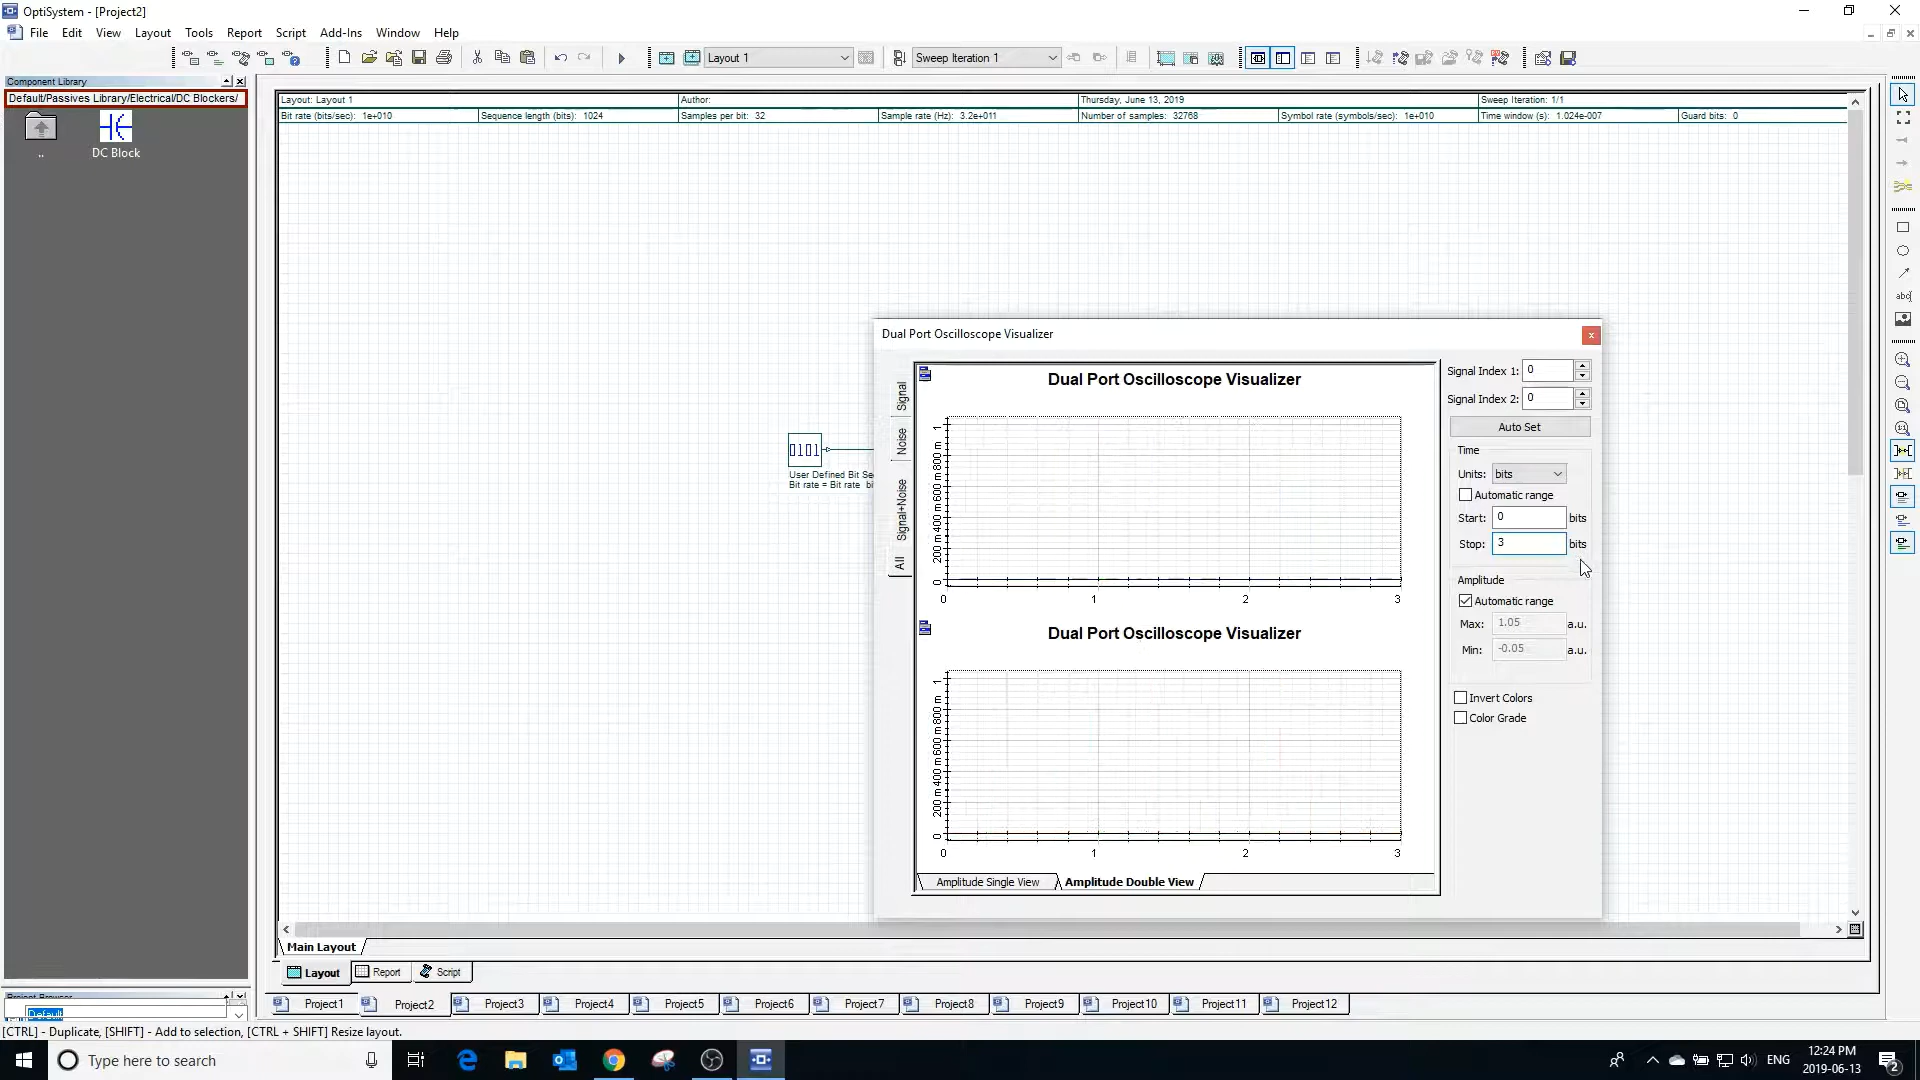 OptiSystem - [Project2]
File Edit View Layout Tools Report Script Add-Ins Window Help
Layout 1
Sweep Iteration 1
Component Library
Default/Passives Library/Electrical/DC Blockers/
..
DC Block
Layout: Layout 1
Author:
Thursday, June 13, 2019
Sweep Iteration: 1/1
Bit rate (bits/sec): 1e+010
Sequence length (bits): 1024
Samples per bit: 32
Sample rate (Hz): 3.2e+011
Number of samples: 32768
Symbol rate (symbols/sec): 1e+010
Time window (s): 1.024e-007
Guard bits: 0
0101
User Defined Bit Se
Bit rate = Bit rate bi
Dual Port Oscilloscope Visualizer
x
Signal
Noise
Signal+Noise
All
Dual Port Oscilloscope Visualizer
1
800 m
600 m
400 m
200 m
0
0 1 2 3
Dual Port Oscilloscope Visualizer
1
800 m
600 m
400 m
200 m
0
0 1 2 3
Amplitude Single View
Amplitude Double View
Signal Index 1: 0
Signal Index 2: 0
Auto Set
Time
Units: bits
Automatic range
Start: 0 bits
Stop: 3 bits
Amplitude
Automatic range
Max: 1.05 a.u.
Min: -0.05 a.u.
Invert Colors
Color Grade
abc
1:1
Main Layout
Layout Report Script
Project Browser
Default
Project1 Project2 Project3 Project4 Project5 Project6 Project7 Project8 Project9 Project10 Project11 Project12
[CTRL] - Duplicate, [SHIFT] - Add to selection, [CTRL + SHIFT] Resize layout.
Type here to search
ENG
12:24 PM
2019-06-13
2